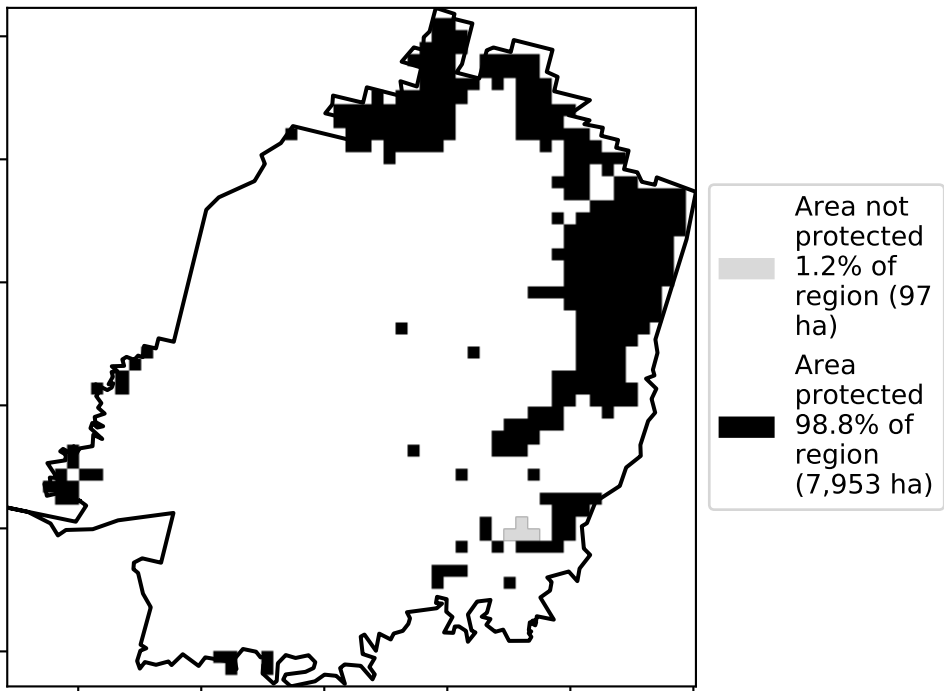 Area not
protected
1.2% of
region (97
ha)
Area
protected
98.8% of
region
(7,953 ha)